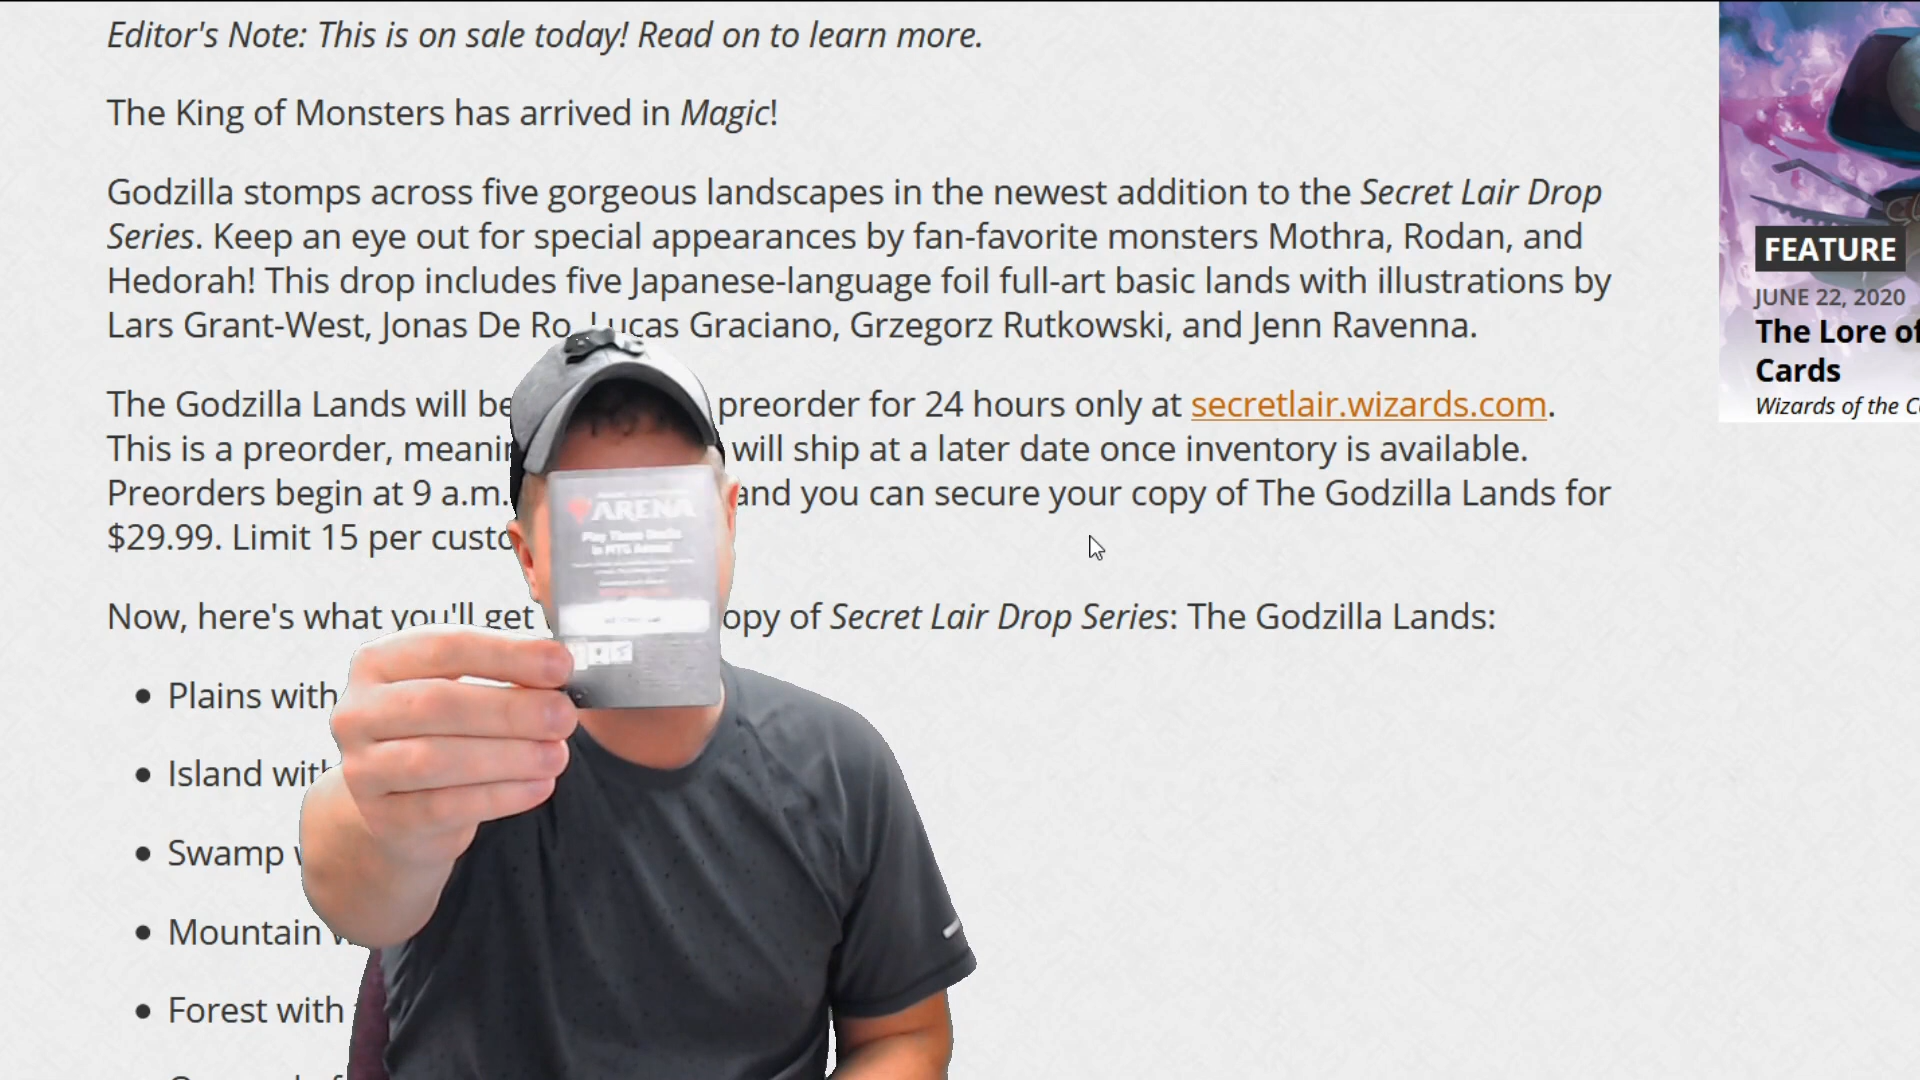 Editor's Note: This is on sale today! Read on to learn more.
The King of Monsters has arrived in Magic!
Godzilla stomps across five gorgeous landscapes in the newest addition to the Secret Lair Drop
Series. Keep an eye out for special appearances by fan-favorite monsters Mothra, Rodan, and
Hedorah! This drop includes five Japanese-language foil full-art basic lands with illustrations by
Lars Grant-West, Jonas De Ro, Lucas Graciano, Grzegorz Rutkowski, and Jenn Ravenna.
The Godzilla Lands will be preorder for 24 hours only at secretlair.wizards.com.
This is a preorder, will ship at a later date once inventory is available.
Preorders begin at 9 a.m. and you can secure your copy of The Godzilla Lands for
$29.99. Limit 15 per
Now, here's what you'll get of Secret Lair Drop Series: The Godzilla Lands:
• Plains with
• Island with
• Swamp
• Mountain
• Forest with
ARENA
Play These Decks
in MTG Arena!
FEATURE
JUNE 22, 2020
The Lore of
Cards
Wizards of the